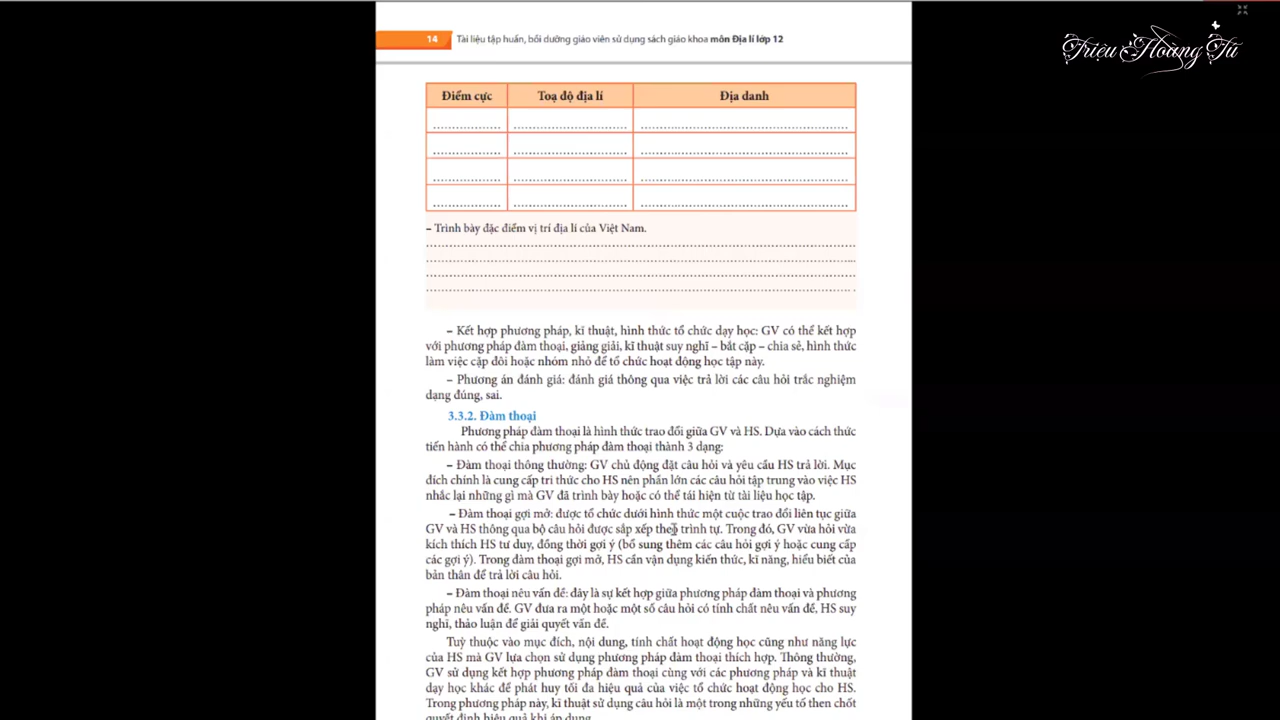 14 Tài liệu tập huấn, bồi dưỡng giáo viên sử dụng sách giáo khoa môn Địa lí lớp 12
Triệu Hoàng Tú
Điểm cực Toạ độ địa lí Địa danh
– Trình bày đặc điểm vị trí địa lí của Việt Nam.
– Kết hợp phương pháp, kĩ thuật, hình thức tổ chức dạy học: GV có thể kết hợp
với phương pháp đàm thoại, giảng giải, kĩ thuật suy nghĩ – bắt cặp – chia sẻ, hình thức
làm việc cặp đôi hoặc nhóm nhỏ để tổ chức hoạt động học tập này.
– Phương án đánh giá: đánh giá thông qua việc trả lời các câu hỏi trắc nghiệm
dạng đúng, sai.
3.3.2. Đàm thoại
Phương pháp đàm thoại là hình thức trao đổi giữa GV và HS. Dựa vào cách thức
tiến hành có thể chia phương pháp đàm thoại thành 3 dạng:
– Đàm thoại thông thường: GV chủ động đặt câu hỏi và yêu cầu HS trả lời. Mục
đích chính là cung cấp tri thức cho HS nên phần lớn các câu hỏi tập trung vào việc HS
nhắc lại những gì mà GV đã trình bày hoặc có thể tái hiện từ tài liệu học tập.
– Đàm thoại gợi mở: được tổ chức dưới hình thức một cuộc trao đổi liên tục giữa
GV và HS thông qua bộ câu hỏi được sắp xếp theo trình tự. Trong đó, GV vừa hỏi vừa
kích thích HS tư duy, đồng thời gợi ý (bổ sung thêm các câu hỏi gợi ý hoặc cung cấp
các gợi ý). Trong đàm thoại gợi mở, HS cần vận dụng kiến thức, kĩ năng, hiểu biết của
bản thân để trả lời câu hỏi.
– Đàm thoại nêu vấn đề: đây là sự kết hợp giữa phương pháp đàm thoại và phương
pháp nêu vấn đề. GV đưa ra một hoặc một số câu hỏi có tính chất nêu vấn đề, HS suy
nghĩ, thảo luận để giải quyết vấn đề.
Tuỳ thuộc vào mục đích, nội dung, tính chất hoạt động học cũng như năng lực
của HS mà GV lựa chọn sử dụng phương pháp đàm thoại thích hợp. Thông thường,
GV sử dụng kết hợp phương pháp đàm thoại cùng với các phương pháp và kĩ thuật
dạy học khác để phát huy tối đa hiệu quả của việc tổ chức hoạt động học cho HS.
Trong phương pháp này, kĩ thuật sử dụng câu hỏi là một trong những yếu tố then chốt
quyết định hiệu quả khi áp dụng.